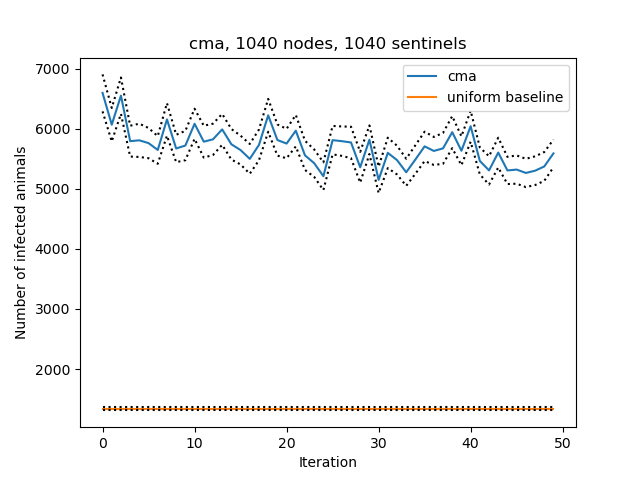 cma, 1040 nodes, 1040 sentinels
cma
uniform baseline
Number of infected animals
7000
6000
5000
4000
3000
2000
0
10
20
30
40
50
Iteration